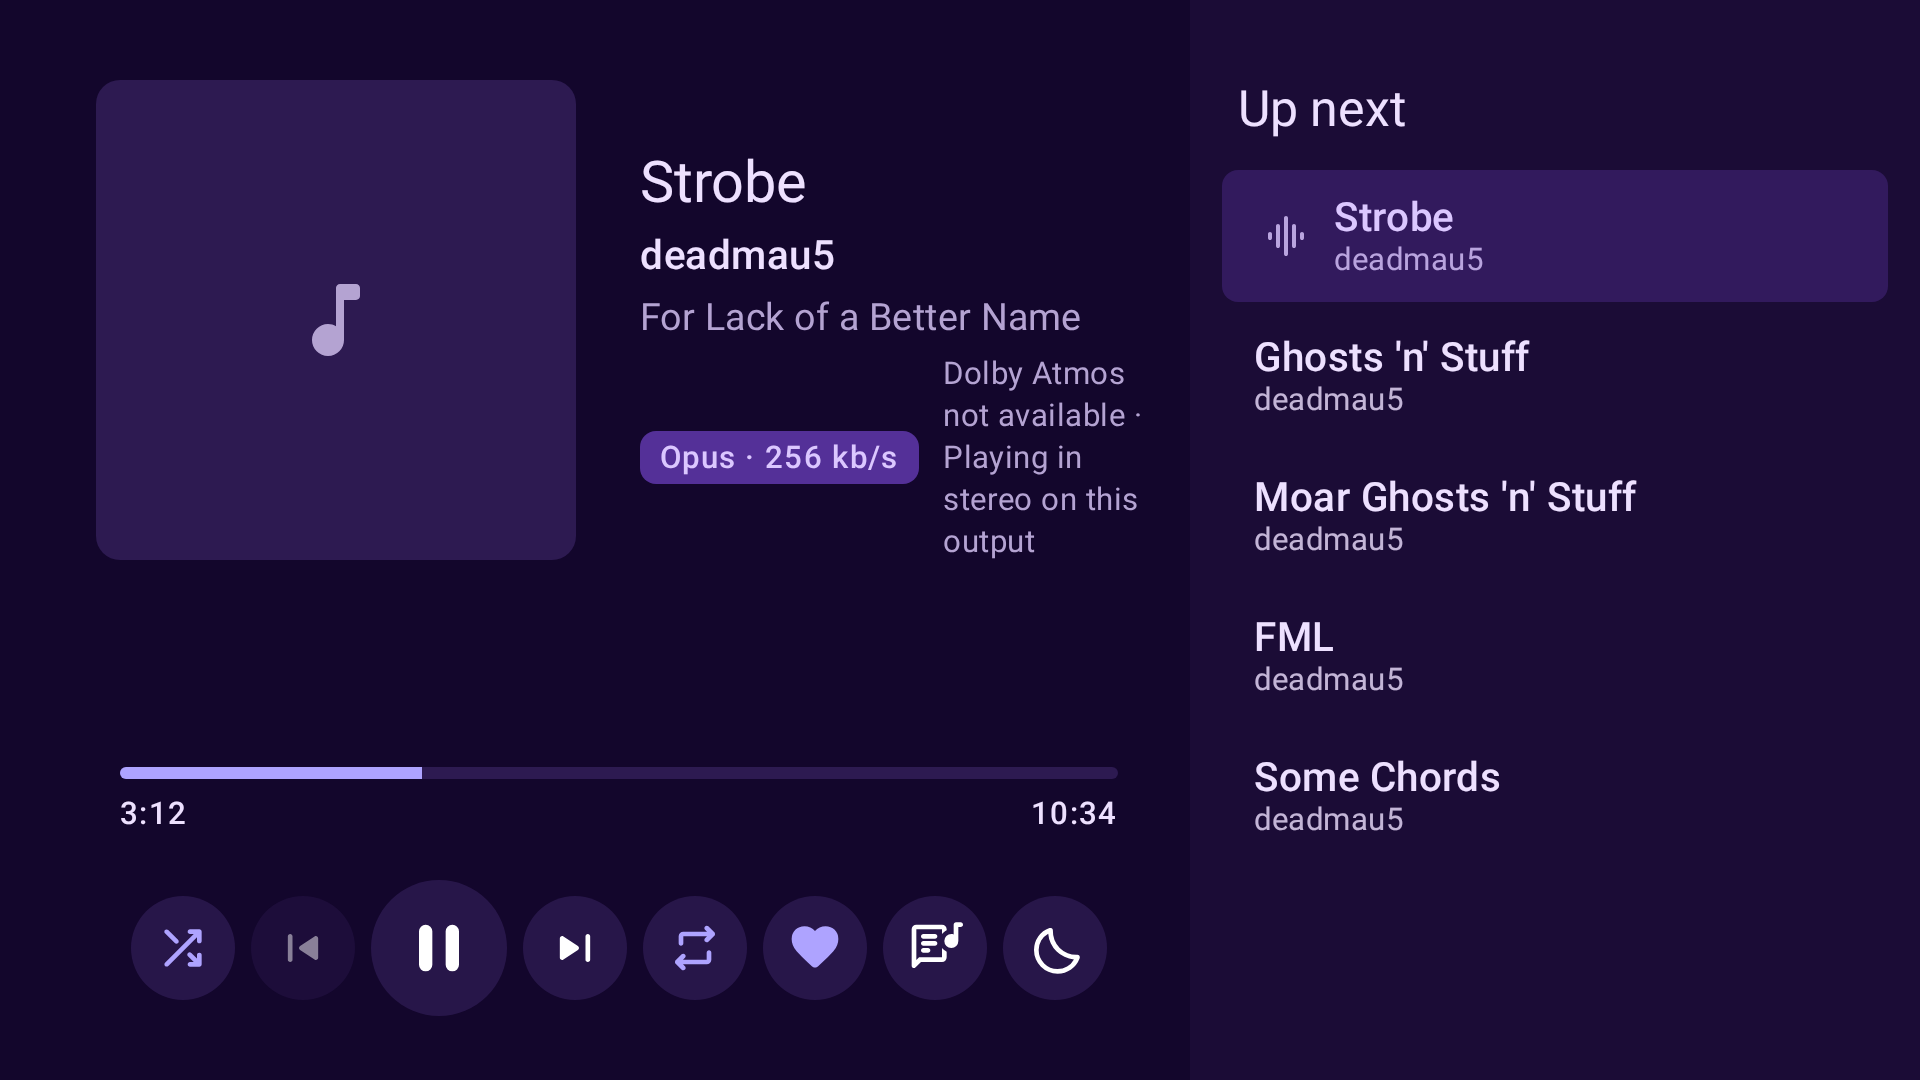 Strobe
deadmau5
For Lack of a Better Name
Opus · 256 kb/s
Dolby Atmos
not available ·
Playing in
stereo on this
output
3:12
10:34
Up next
Strobe
deadmau5
Ghosts 'n' Stuff
deadmau5
Moar Ghosts 'n' Stuff
deadmau5
FML
deadmau5
Some Chords
deadmau5